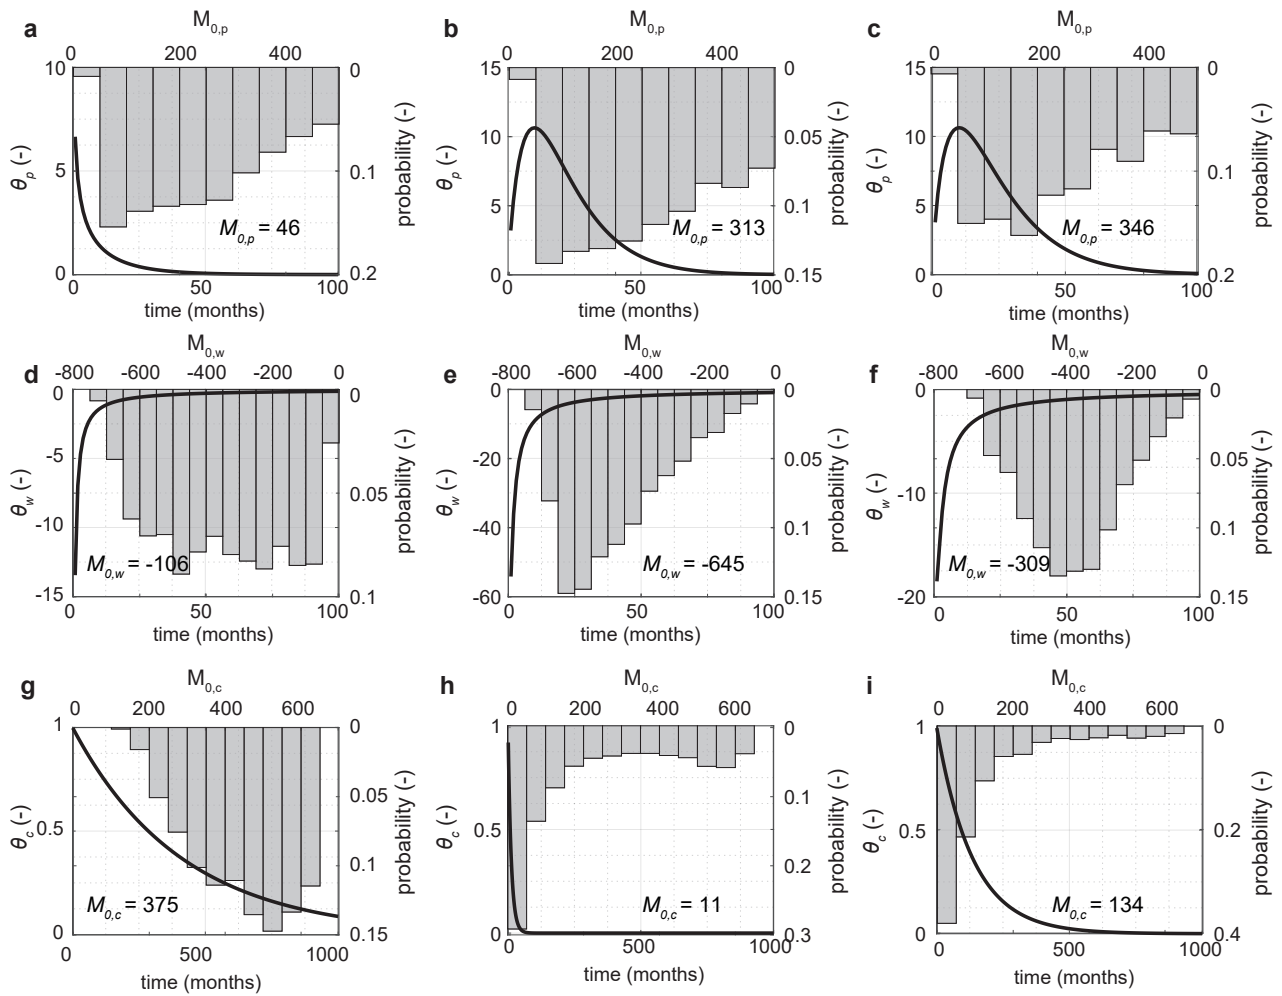 a
M0,p
0 200 400
10 5 0
θp (-)
0 0.1 0.2
probability (-)
M0,p = 46
0 50 100
time (months)
b
M0,p
0 200 400
15 10 5 0
θp (-)
0 0.05 0.1 0.15
probability (-)
M0,p = 313
0 50 100
time (months)
c
M0,p
0 200 400
15 10 5 0
θp (-)
0 0.1 0.2
probability (-)
M0,p = 346
0 50 100
time (months)
d
M0,w
-800 -600 -400 -200 0
0 -5 -10 -15
θw (-)
0 0.05 0.1
probability (-)
M0,w = -106
0 50 100
time (months)
e
M0,w
-800 -600 -400 -200 0
0 -20 -40 -60
θw (-)
0 0.05 0.1 0.15
probability (-)
M0,w = -645
0 50 100
time (months)
f
M0,w
-800 -600 -400 -200 0
0 -10 -20
θw (-)
0 0.05 0.1 0.15
probability (-)
M0,w = -309
0 50 100
time (months)
g
M0,c
0 200 400 600
1 0.5 0
θc (-)
0 0.05 0.1 0.15
probability (-)
M0,c = 375
0 500 1000
time (months)
h
M0,c
0 200 400 600
1 0.5 0
θc (-)
0 0.1 0.2 0.3
probability (-)
M0,c = 11
0 500 1000
time (months)
i
M0,c
0 200 400 600
1 0.5 0
θc (-)
0 0.2 0.4
probability (-)
M0,c = 134
0 500 1000
time (months)